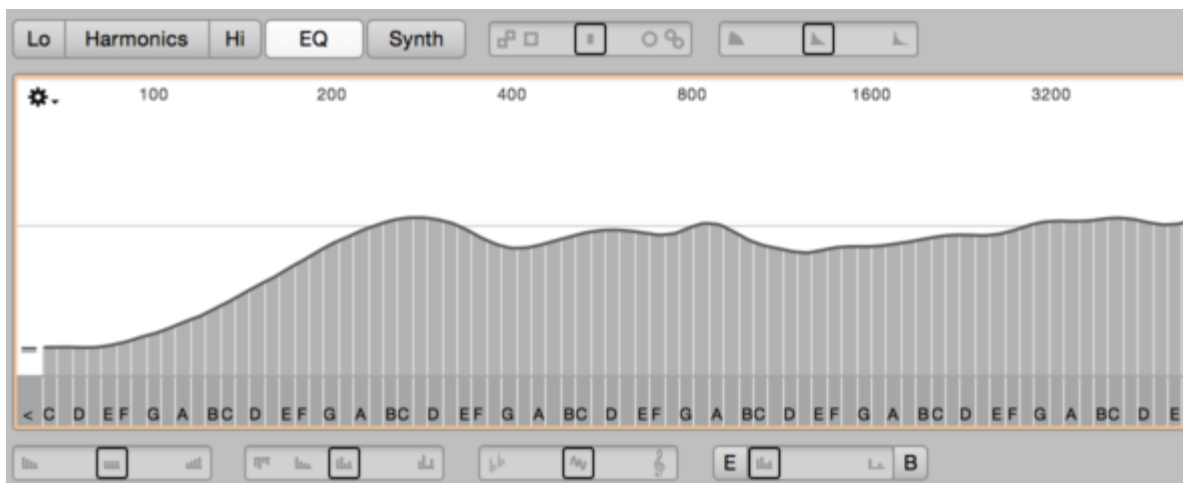 Lo Harmonics Hi EQ Synth
100 200 400 800 1600 3200
< C D E F G A B C D E F G A B C D E F G A B C D E F G A B C D E F G A B C D E F G A B C D E
E B